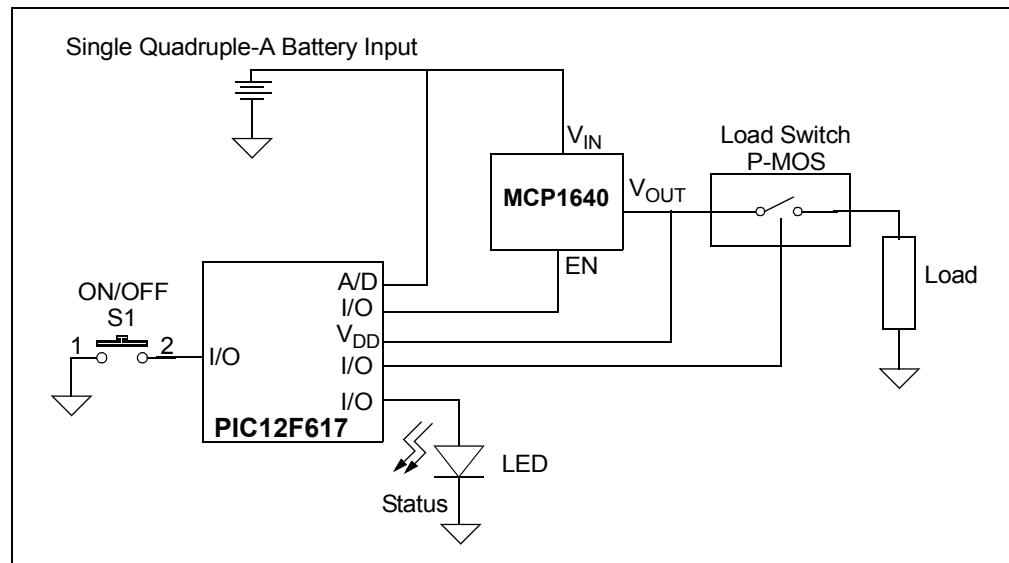 Single Quadruple-A Battery Input
VIN
Load Switch
P-MOS
MCP1640
VOUT
EN
Load
ON/OFF
S1
1
2
I/O
A/D
I/O
VDD
I/O
I/O
PIC12F617
LED
Status